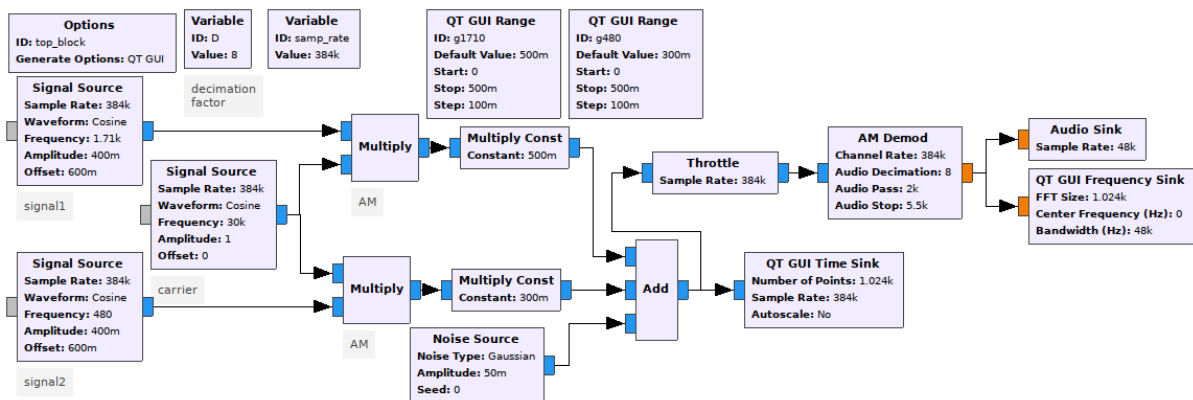 Options
ID: top_block
Generate Options: QT GUI
Variable
ID: D
Value: 8
Variable
ID: samp_rate
Value: 384k
QT GUI Range
ID: g1710
Default Value: 500m
Start: 0
Stop: 500m
Step: 100m
QT GUI Range
ID: g480
Default Value: 300m
Start: 0
Stop: 500m
Step: 100m
decimation
factor
Signal Source
Sample Rate: 384k
Waveform: Cosine
Frequency: 1.71k
Amplitude: 400m
Offset: 600m
signal1
Multiply
AM
Multiply Const
Constant: 500m
Signal Source
Sample Rate: 384k
Waveform: Cosine
Frequency: 30k
Amplitude: 1
Offset: 0
carrier
Throttle
Sample Rate: 384k
AM Demod
Channel Rate: 384k
Audio Decimation: 8
Audio Pass: 2k
Audio Stop: 5.5k
Audio Sink
Sample Rate: 48k
QT GUI Frequency Sink
FFT Size: 1.024k
Center Frequency (Hz): 0
Bandwidth (Hz): 48k
Signal Source
Sample Rate: 384k
Waveform: Cosine
Frequency: 480
Amplitude: 400m
Offset: 600m
signal2
Multiply
AM
Multiply Const
Constant: 300m
Add
QT GUI Time Sink
Number of Points: 1.024k
Sample Rate: 384k
Autoscale: No
Noise Source
Noise Type: Gaussian
Amplitude: 50m
Seed: 0